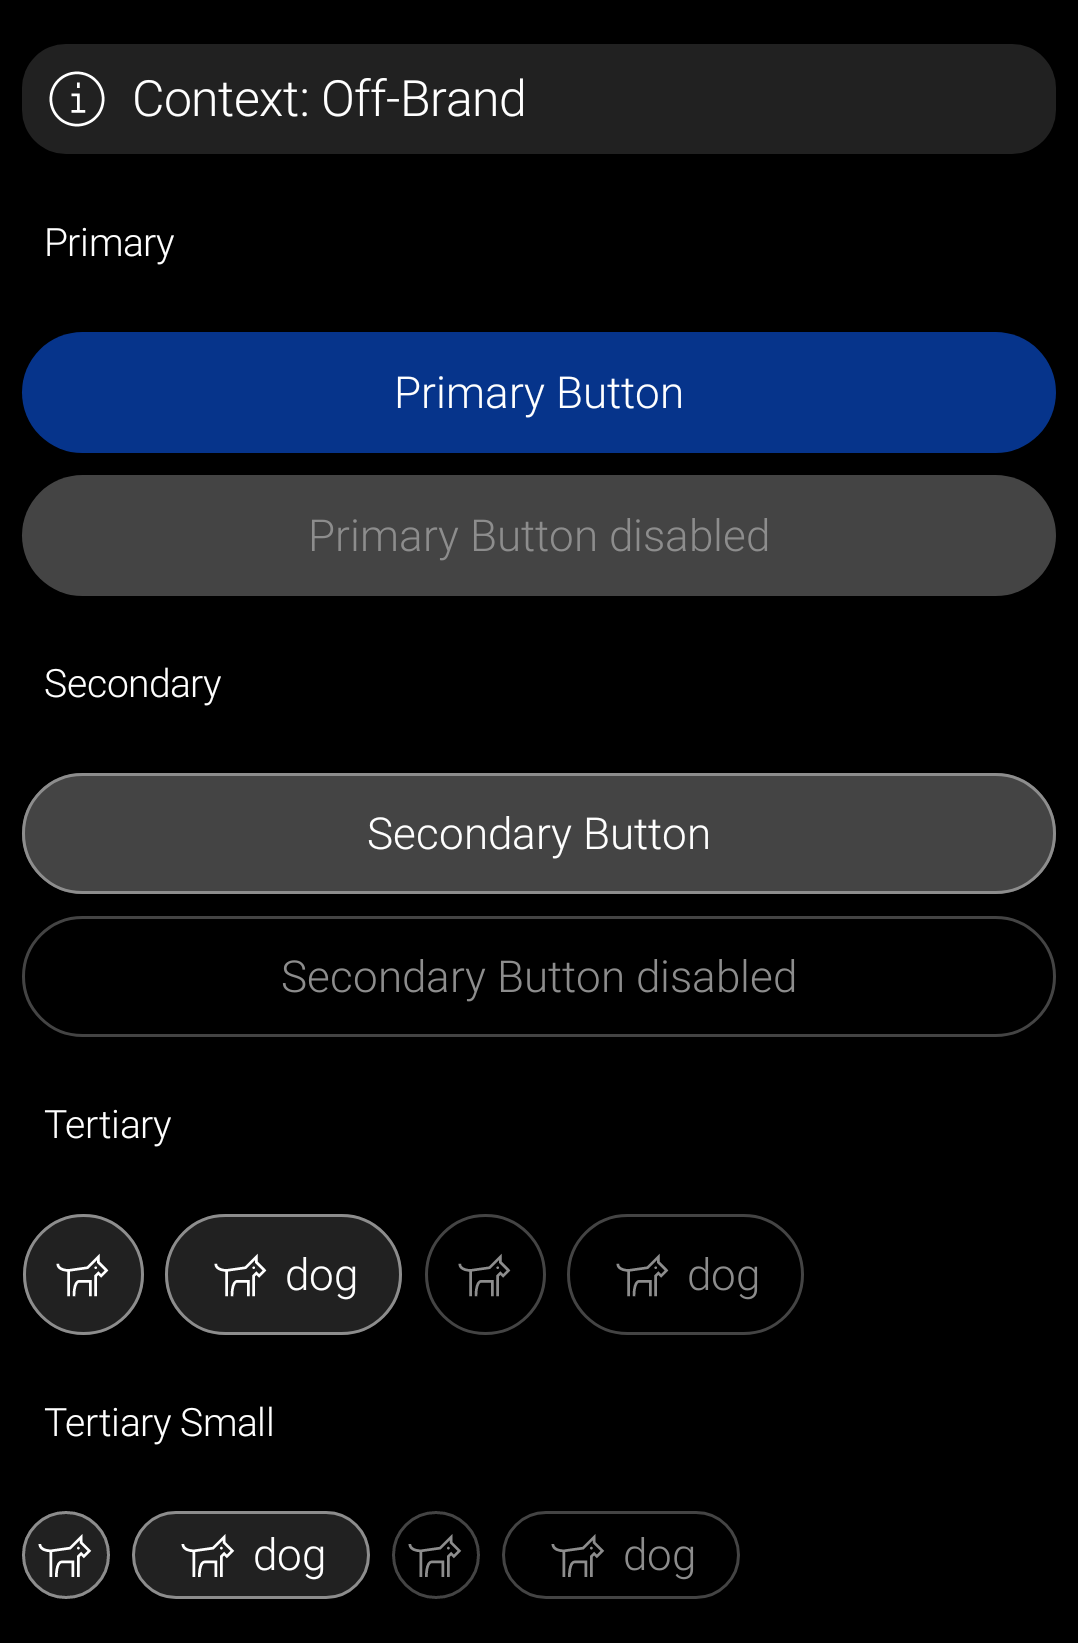 Context: Off-Brand
Primary
Primary Button
Primary Button disabled
Secondary
Secondary Button
Secondary Button disabled
Tertiary
dog dog
Tertiary Small
dog dog